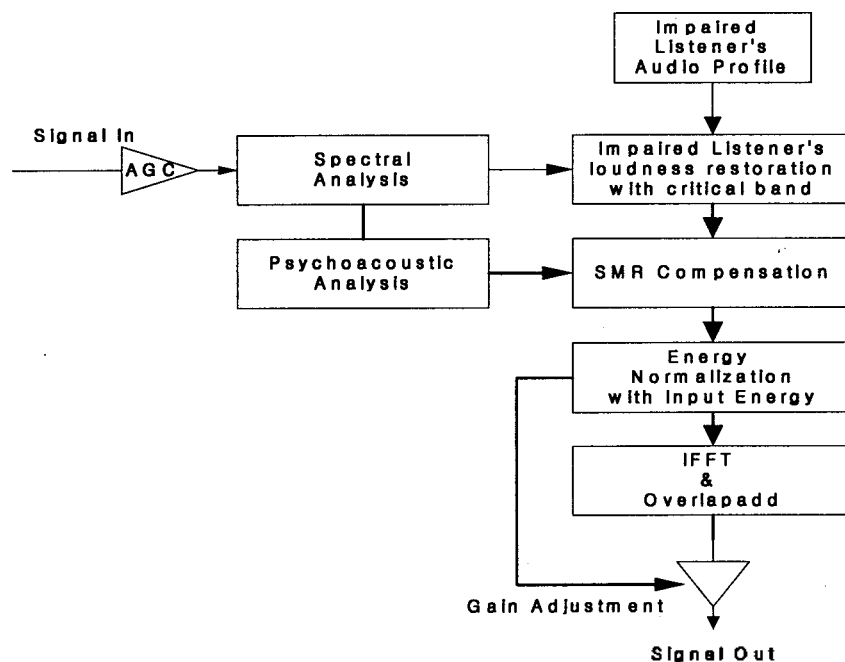 Impaired
Listener's
Audio Profile
Signal In
AGC
Spectral
Analysis
Impaired Listener's
loudness restoration
with critical band
Psychoacoustic
Analysis
SMR Compensation
Energy
Normalization
with Input Energy
IFFT
&
Overlapadd
Gain Adjustment
Signal Out